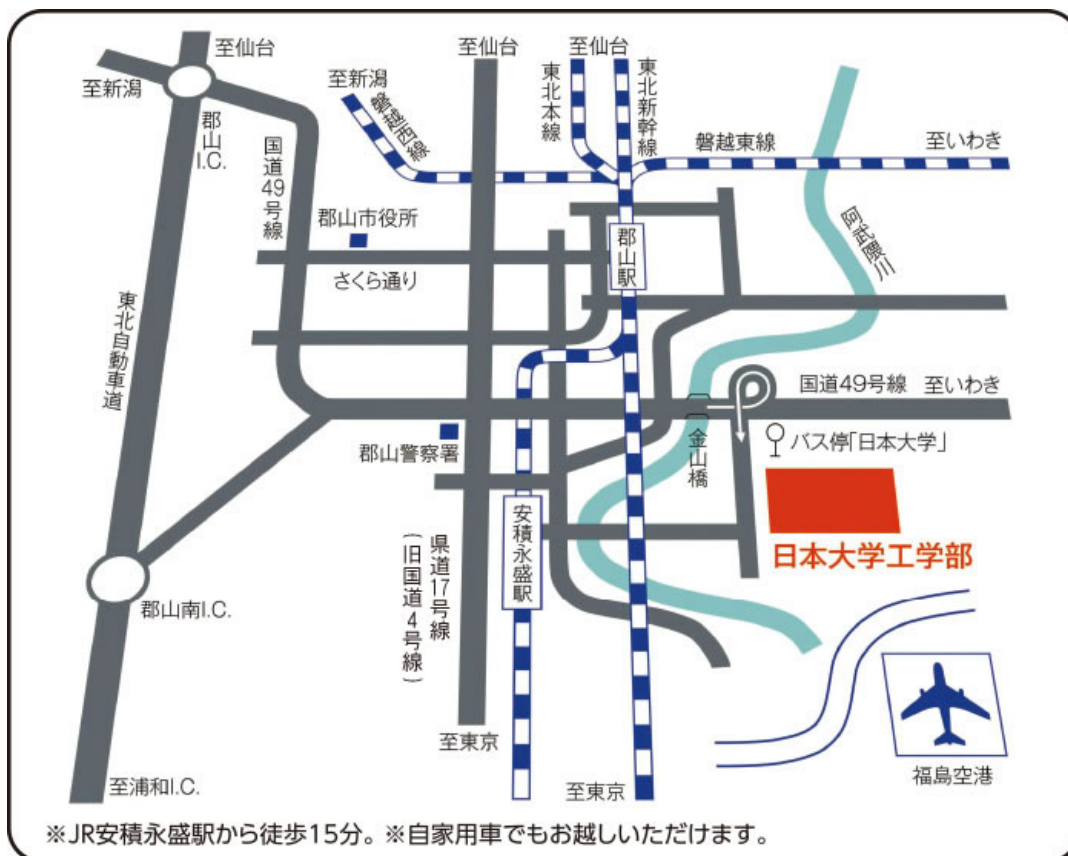 至仙台
至新潟
郡山I.C.
国道49号線
至新潟
磐越西線
至仙台
至仙台
東北本線
東北新幹線
磐越東線
至いわき
阿武隈川
郡山市役所
さくら通り
郡山駅
東北自動車道
国道49号線
至いわき
金山橋
バス停「日本大学」
郡山警察署
安積永盛駅
県道17号線
(旧国道4号線)
日本大学工学部
郡山南I.C.
至浦和I.C.
至東京
至東京
福島空港
※JR安積永盛駅から徒歩15分。※自家用車でもお越しいただけます。